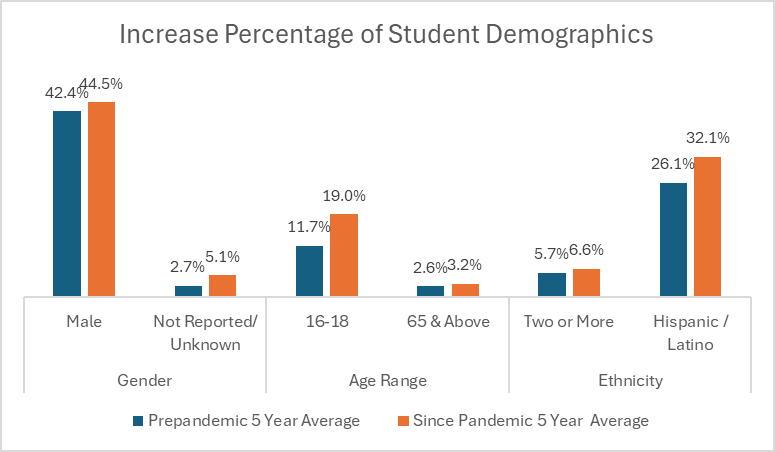 Increase Percentage of Student Demographics
42.4%
44.5%
2.7%
5.1%
11.7%
19.0%
2.6%
3.2%
5.7%
6.6%
26.1%
32.1%
Male
Not Reported/
Unknown
16-18
65 & Above
Two or More
Hispanic /
Latino
Gender
Age Range
Ethnicity
Prepandemic 5 Year Average
Since Pandemic 5 Year  Average